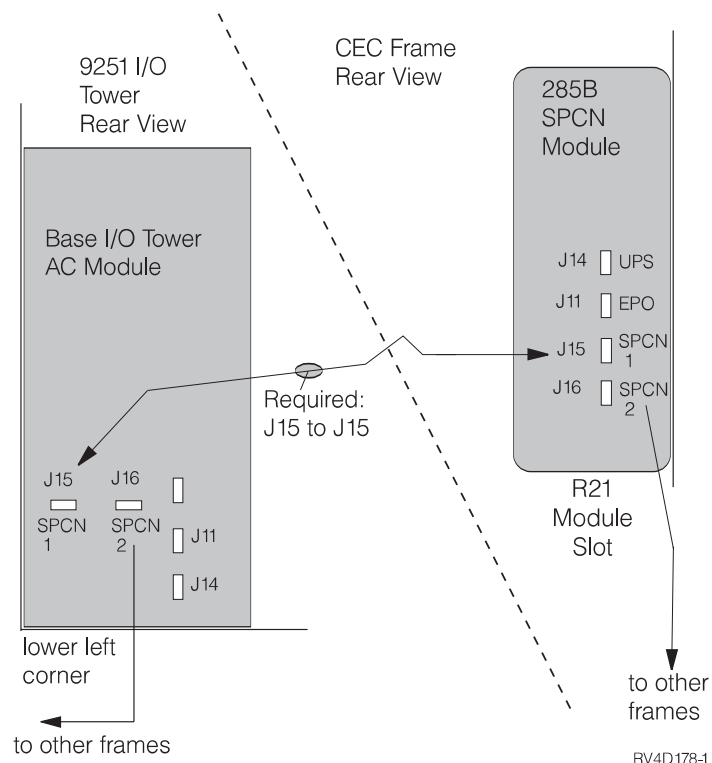 9251 I/O
Tower
Rear View
CEC Frame
Rear View
285B
SPCN
Module
Base I/O Tower
AC Module
J14 UPS
J11 EPO
J15 SPCN
1
J16 SPCN
2
Required:
J15 to J15
J15
SPCN
1
J16
SPCN
2
J11
J14
R21
Module
Slot
lower left
corner
to other frames
to other
frames
RV4D178-1